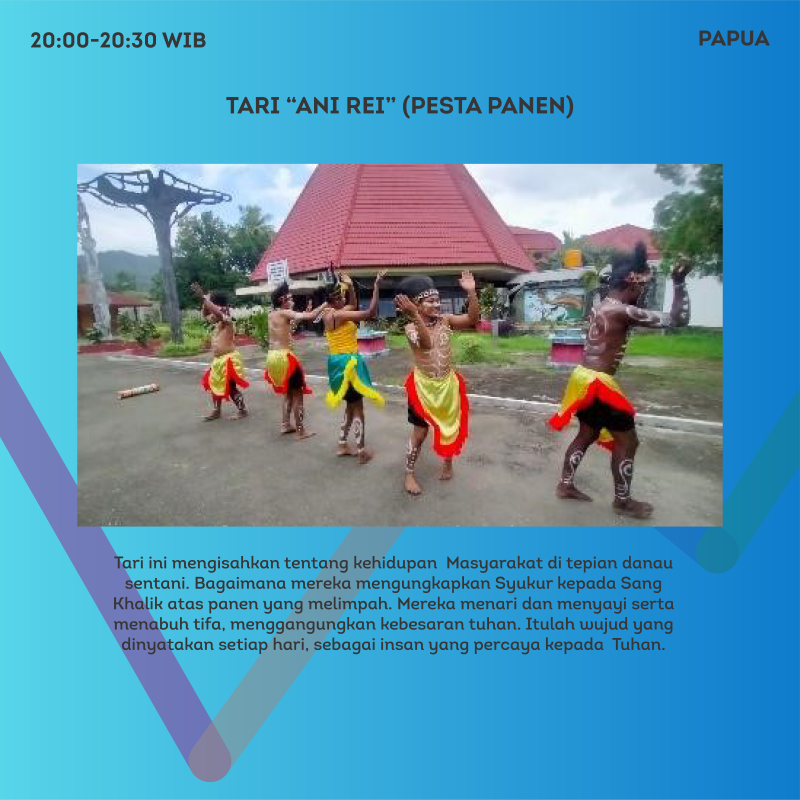 20:00-20:30 WIB
PAPUA
TARI “ANI REI” (PESTA PANEN)
Tari ini mengisahkan tentang kehidupan Masyarakat di tepian danau
sentani. Bagaimana mereka mengungkapkan Syukur kepada Sang
Khalik atas panen yang melimpah. Mereka menari dan menyayi serta
menabuh tifa, menggangungkan kebesaran tuhan. Itulah wujud yang
dinyatakan setiap hari, sebagai insan yang percaya kepada Tuhan.